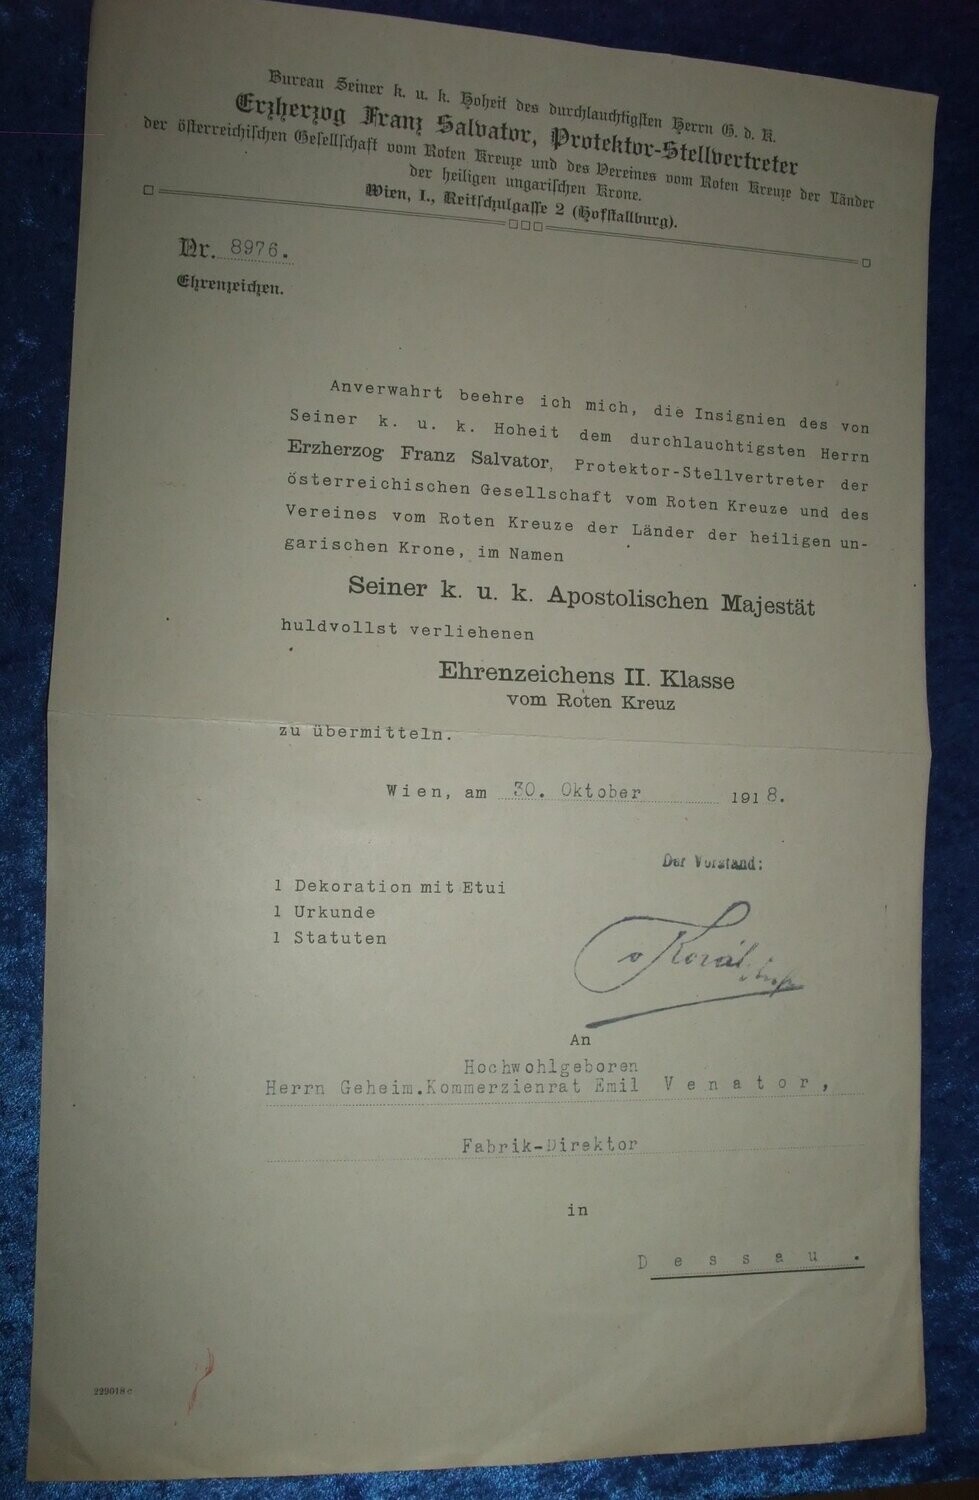 Bureau Seiner k. u. k. Hoheit des durchlauchtigsten Herrn G. d. K.
Erzherzog Franz Salvator, Protektor-Stellvertreter
der österreichischen Gesellschaft vom Roten Kreuze und des Vereines vom Roten Kreuze der Länder
der heiligen ungarischen Krone.
Wien, I., Reitschulgasse 2 (Hofstallburg).
Nr. 8976.
Ehrenzeichen.
Anverwahrt beehre ich mich, die Insignien des von
Seiner k. u. k. Hoheit dem durchlauchtigsten Herrn
Erzherzog Franz Salvator, Protektor-Stellvertreter der
österreichischen Gesellschaft vom Roten Kreuze und des
Vereines vom Roten Kreuze der Länder der heiligen un-
garischen Krone, im Namen
Seiner k. u. k. Apostolischen Majestät
huldvollst verliehenen
Ehrenzeichens II. Klasse
vom Roten Kreuz
zu übermitteln.
Wien, am 30. Oktober 1918.
Der Vorstand:
1 Dekoration mit Etui
1 Urkunde
1 Statuten
An
Hochwohlgeboren
Herrn Geheim.Kommerzienrat Emil Venator,
Fabrik-Direktor
in
Dessau.
229018 c